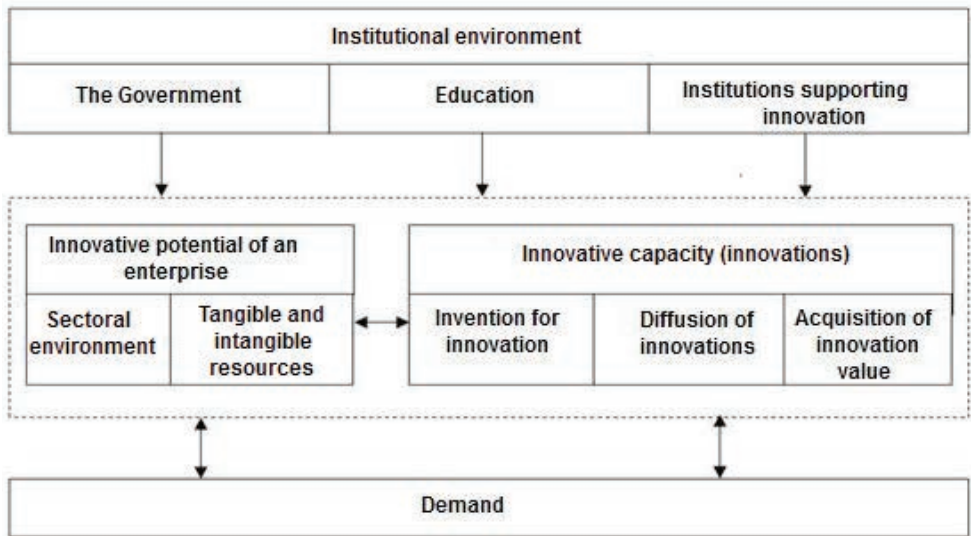 Institutional environment
The Government
Education
Institutions supporting
innovation
Innovative potential of an
enterprise
Sectoral
environment
Tangible and
intangible
resources
Innovative capacity (innovations)
Invention for
innovation
Diffusion of
innovations
Acquisition of
innovation
value
Demand